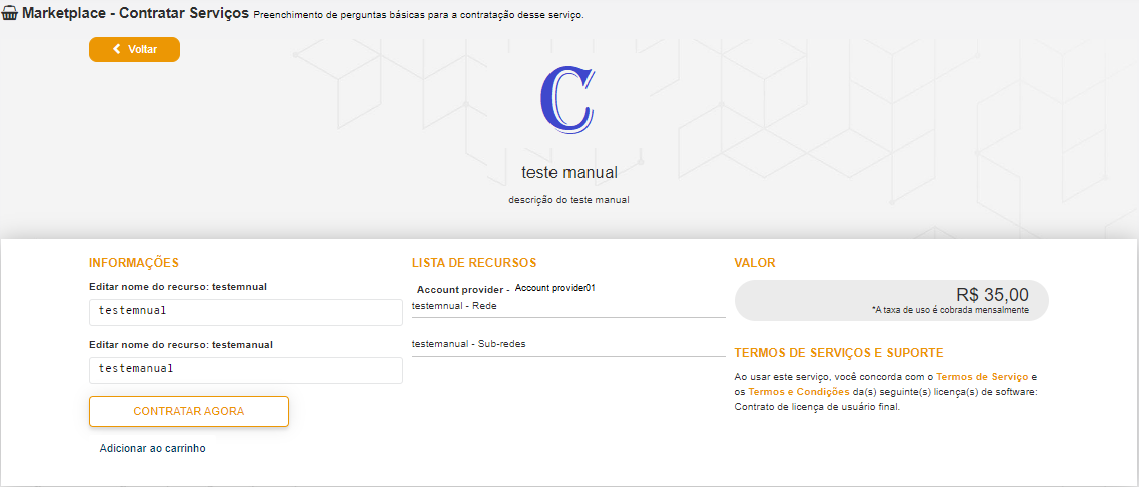 Marketplace - Contratar Serviços Preenchimento de perguntas básicas para a contratação desse serviço.
Voltar
C
teste manual
descrição do teste manual
INFORMAÇÕES
Editar nome do recurso: testemnual
testemnual
Editar nome do recurso: testemanual
testemanual
CONTRATAR AGORA
Adicionar ao carrinho
LISTA DE RECURSOS
Account provider - Account provider01
testemnual - Rede
testemanual - Sub-redes
VALOR
R$ 35,00
*A taxa de uso é cobrada mensalmente
TERMOS DE SERVIÇOS E SUPORTE
Ao usar este serviço, você concorda com o Termos de Serviço e
os Termos e Condições da(s) seguinte(s) licença(s) de software:
Contrato de licença de usuário final.